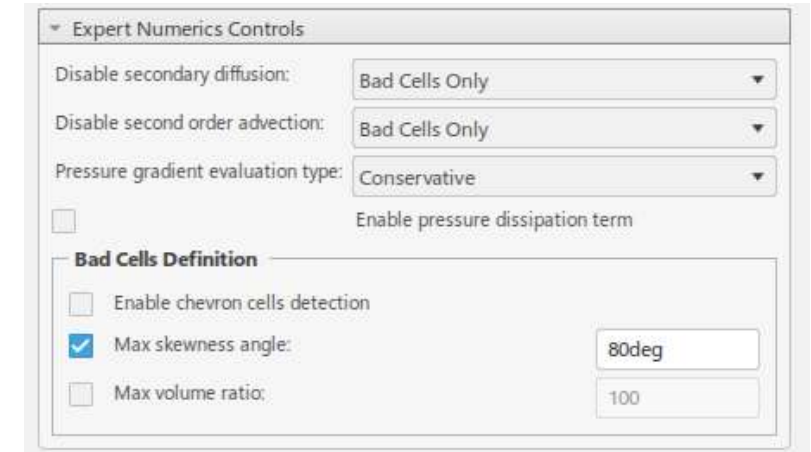 Expert Numerics Controls
Disable secondary diffusion: Bad Cells Only
Disable second order advection: Bad Cells Only
Pressure gradient evaluation type: Conservative
Enable pressure dissipation term
Bad Cells Definition
Enable chevron cells detection
Max skewness angle: 80deg
Max volume ratio: 100